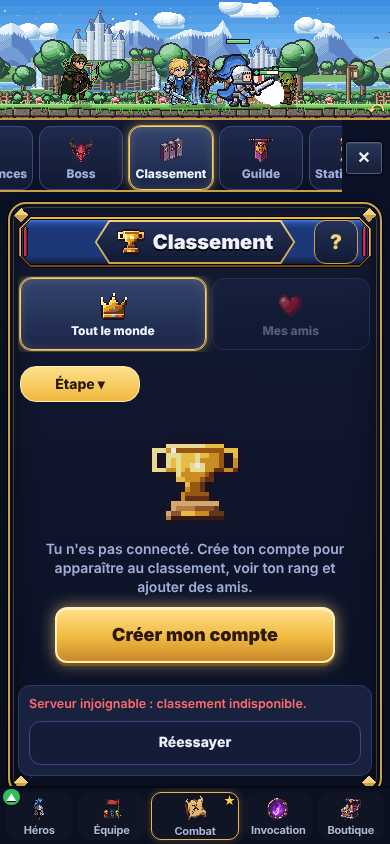 nces
Boss
Classement
Guilde
Stati
×
Classement
?
Tout le monde
Mes amis
Étape ▾
Tu n'es pas connecté. Crée ton compte pour
apparaître au classement, voir ton rang et
ajouter des amis.
Créer mon compte
Serveur injoignable : classement indisponible.
Réessayer
Héros
Équipe
Combat
Invocation
Boutique